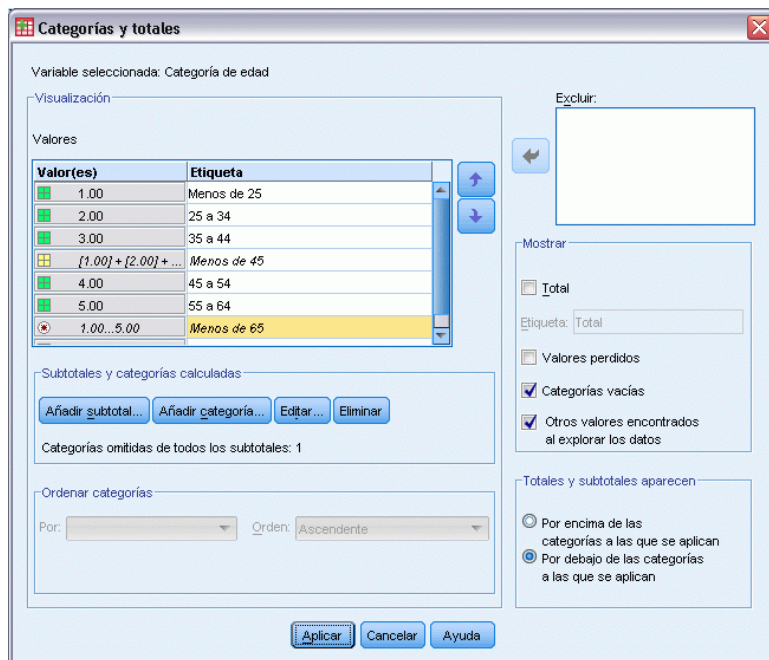 Categorías y totales
Variable seleccionada: Categoría de edad
Visualización
Valores
Valor(es) Etiqueta
1.00 Menos de 25
2.00 25 a 34
3.00 35 a 44
[1.00] + [2.00] + ... Menos de 45
4.00 45 a 54
5.00 55 a 64
1.00...5.00 Menos de 65
Subtotales y categorías calculadas
Añadir subtotal... Añadir categoría... Editar... Eliminar
Categorías omitidas de todos los subtotales: 1
Ordenar categorías
Por: Orden: Ascendente
Excluir:
Mostrar
Total
Etiqueta: Total
Valores perdidos
Categorías vacías
Otros valores encontrados
al explorar los datos
Totales y subtotales aparecen
Por encima de las
categorías a las que se aplican
Por debajo de las categorías
a las que se aplican
Aplicar Cancelar Ayuda